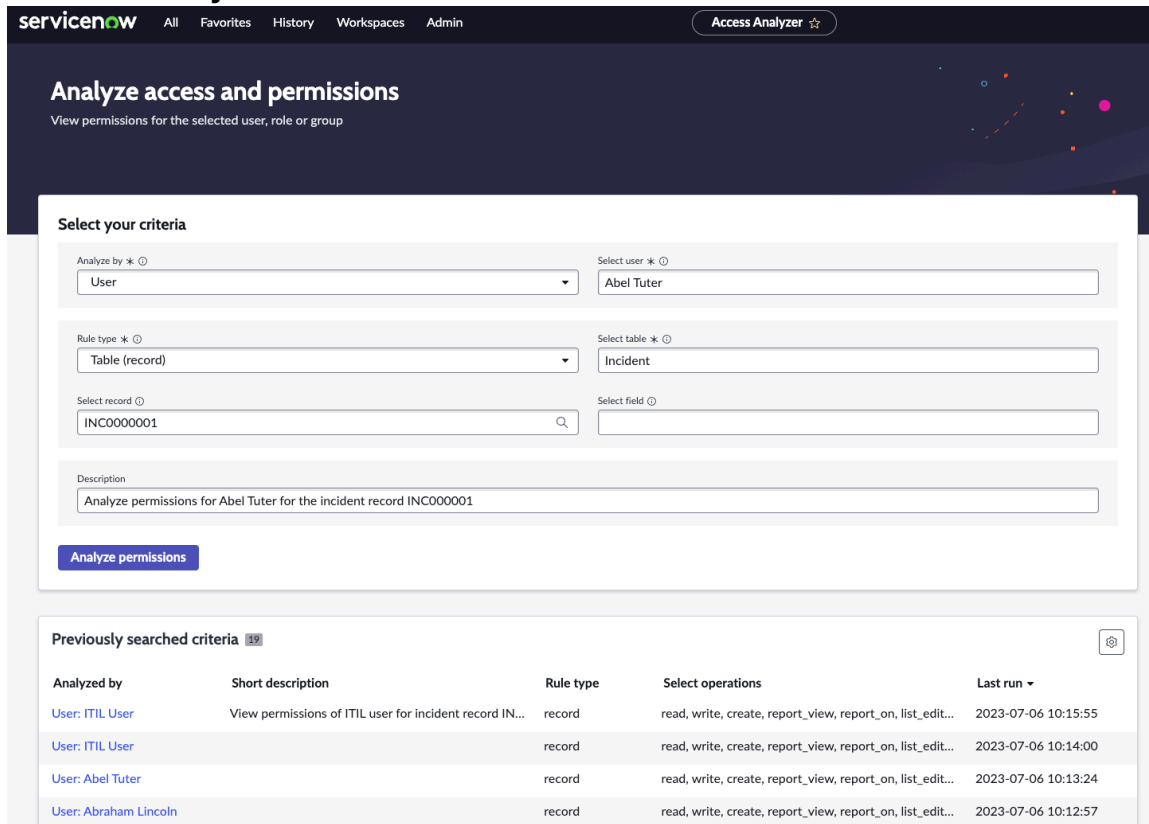 servicenow All Favorites History Workspaces Admin Access Analyzer ☆
Analyze access and permissions
View permissions for the selected user, role or group
Select your criteria
Analyze by * Select user *
User Abel Tuter
Rule type * Select table *
Table (record) Incident
Select record Select field
INC0000001
Description
Analyze permissions for Abel Tuter for the incident record INC000001
Analyze permissions
Previously searched criteria 19
Analyzed by Short description Rule type Select operations Last run
User: ITIL User View permissions of ITIL user for incident record IN... record read, write, create, report_view, report_on, list_edit... 2023-07-06 10:15:55
User: ITIL User record read, write, create, report_view, report_on, list_edit... 2023-07-06 10:14:00
User: Abel Tuter record read, write, create, report_view, report_on, list_edit... 2023-07-06 10:13:24
User: Abraham Lincoln record read, write, create, report_view, report_on, list_edit... 2023-07-06 10:12:57